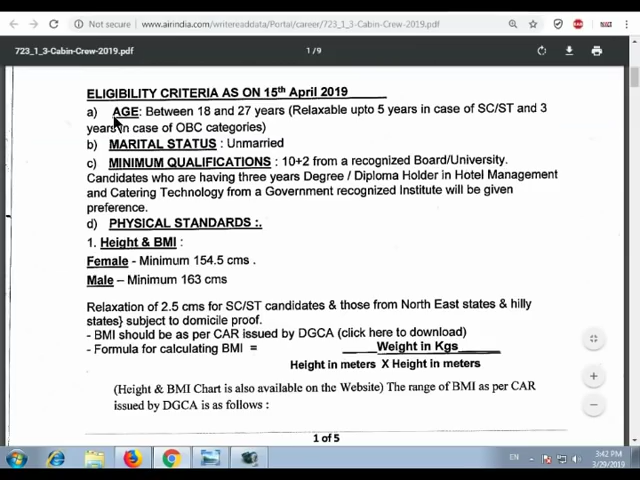 Not secure | www.airindia.com/writereaddata/Portal/career/723_1_3-Cabin-Crew-2019.pdf
723_1_3-Cabin-Crew-2019.pdf
1 / 9
ELIGIBILITY CRITERIA AS ON 15th April 2019
a) AGE: Between 18 and 27 years (Relaxable upto 5 years in case of SC/ST and 3
years in case of OBC categories)
b) MARITAL STATUS : Unmarried
c) MINIMUM QUALIFICATIONS : 10+2 from a recognized Board/University.
Candidates who are having three years Degree / Diploma Holder in Hotel Management
and Catering Technology from a Government recognized Institute will be given
preference.
d) PHYSICAL STANDARDS :.
1. Height & BMI :
Female - Minimum 154.5 cms .
Male – Minimum 163 cms
Relaxation of 2.5 cms for SC/ST candidates & those from North East states & hilly
states} subject to domicile proof.
- BMI should be as per CAR issued by DGCA (click here to download)
- Formula for calculating BMI = Weight in Kgs
Height in meters X Height in meters
(Height & BMI Chart is also available on the Website) The range of BMI as per CAR
issued by DGCA is as follows :
1 of 5
EN
3:42 PM
3/29/2019